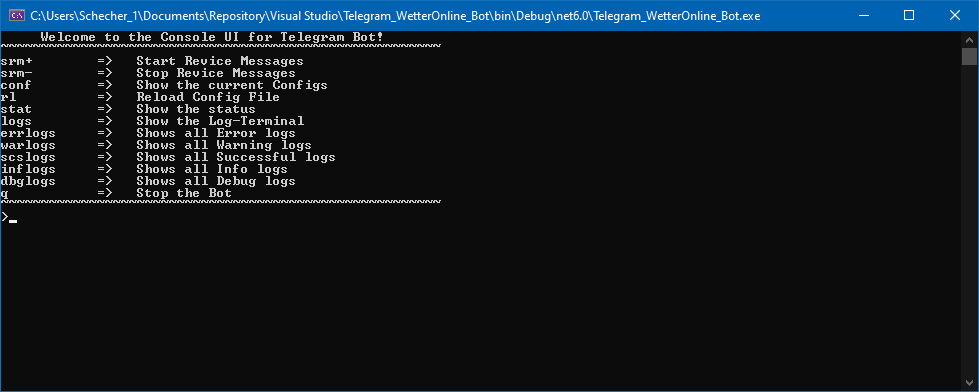 C:\Users\Schecher_1\Documents\Repository\Visual Studio\Telegram_WetterOnline_Bot\bin\Debug\net6.0\Telegram_WetterOnline_Bot.exe
Welcome to the Console UI for Telegram Bot!
~~~~~~~~~~~~~~~~~~~~~~~~~~~~~~~~~~~~~~~~~~~~~~~~~~~~~~~
srm+ => Start Revice Messages
srm- => Stop Revice Messages
conf => Show the current Configs
rl => Reload Config File
stat => Show the status
logs => Show the Log-Terminal
errlogs => Shows all Error logs
warlogs => Shows all Warning logs
scslogs => Shows all Successful logs
inflogs => Shows all Info logs
dbglogs => Shows all Debug logs
q => Stop the Bot
~~~~~~~~~~~~~~~~~~~~~~~~~~~~~~~~~~~~~~~~~~~~~~~~~~~~~~~
>_